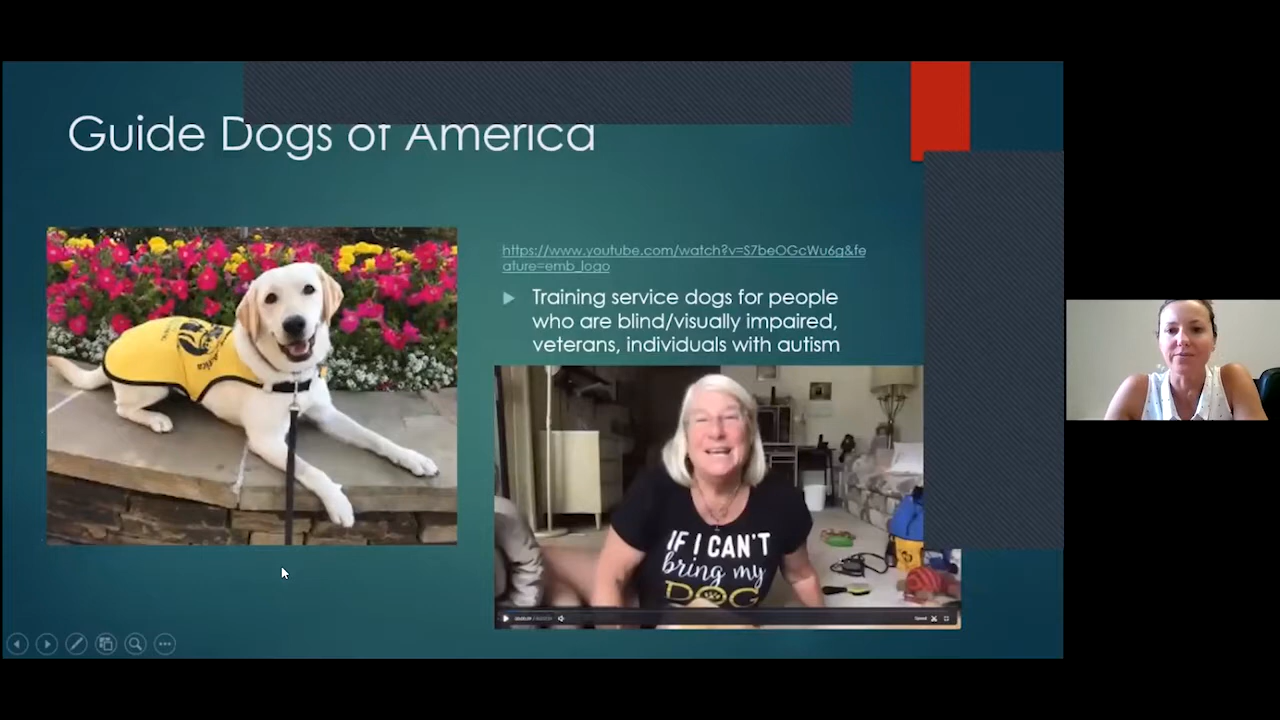 Guide Dogs of America
https://www.youtube.com/watch?v=S7beOGcWu6g&fe
ature=emb_logo
Training service dogs for people
who are blind/visually impaired,
veterans, individuals with autism
IF I CAN'T
bring my
DOG